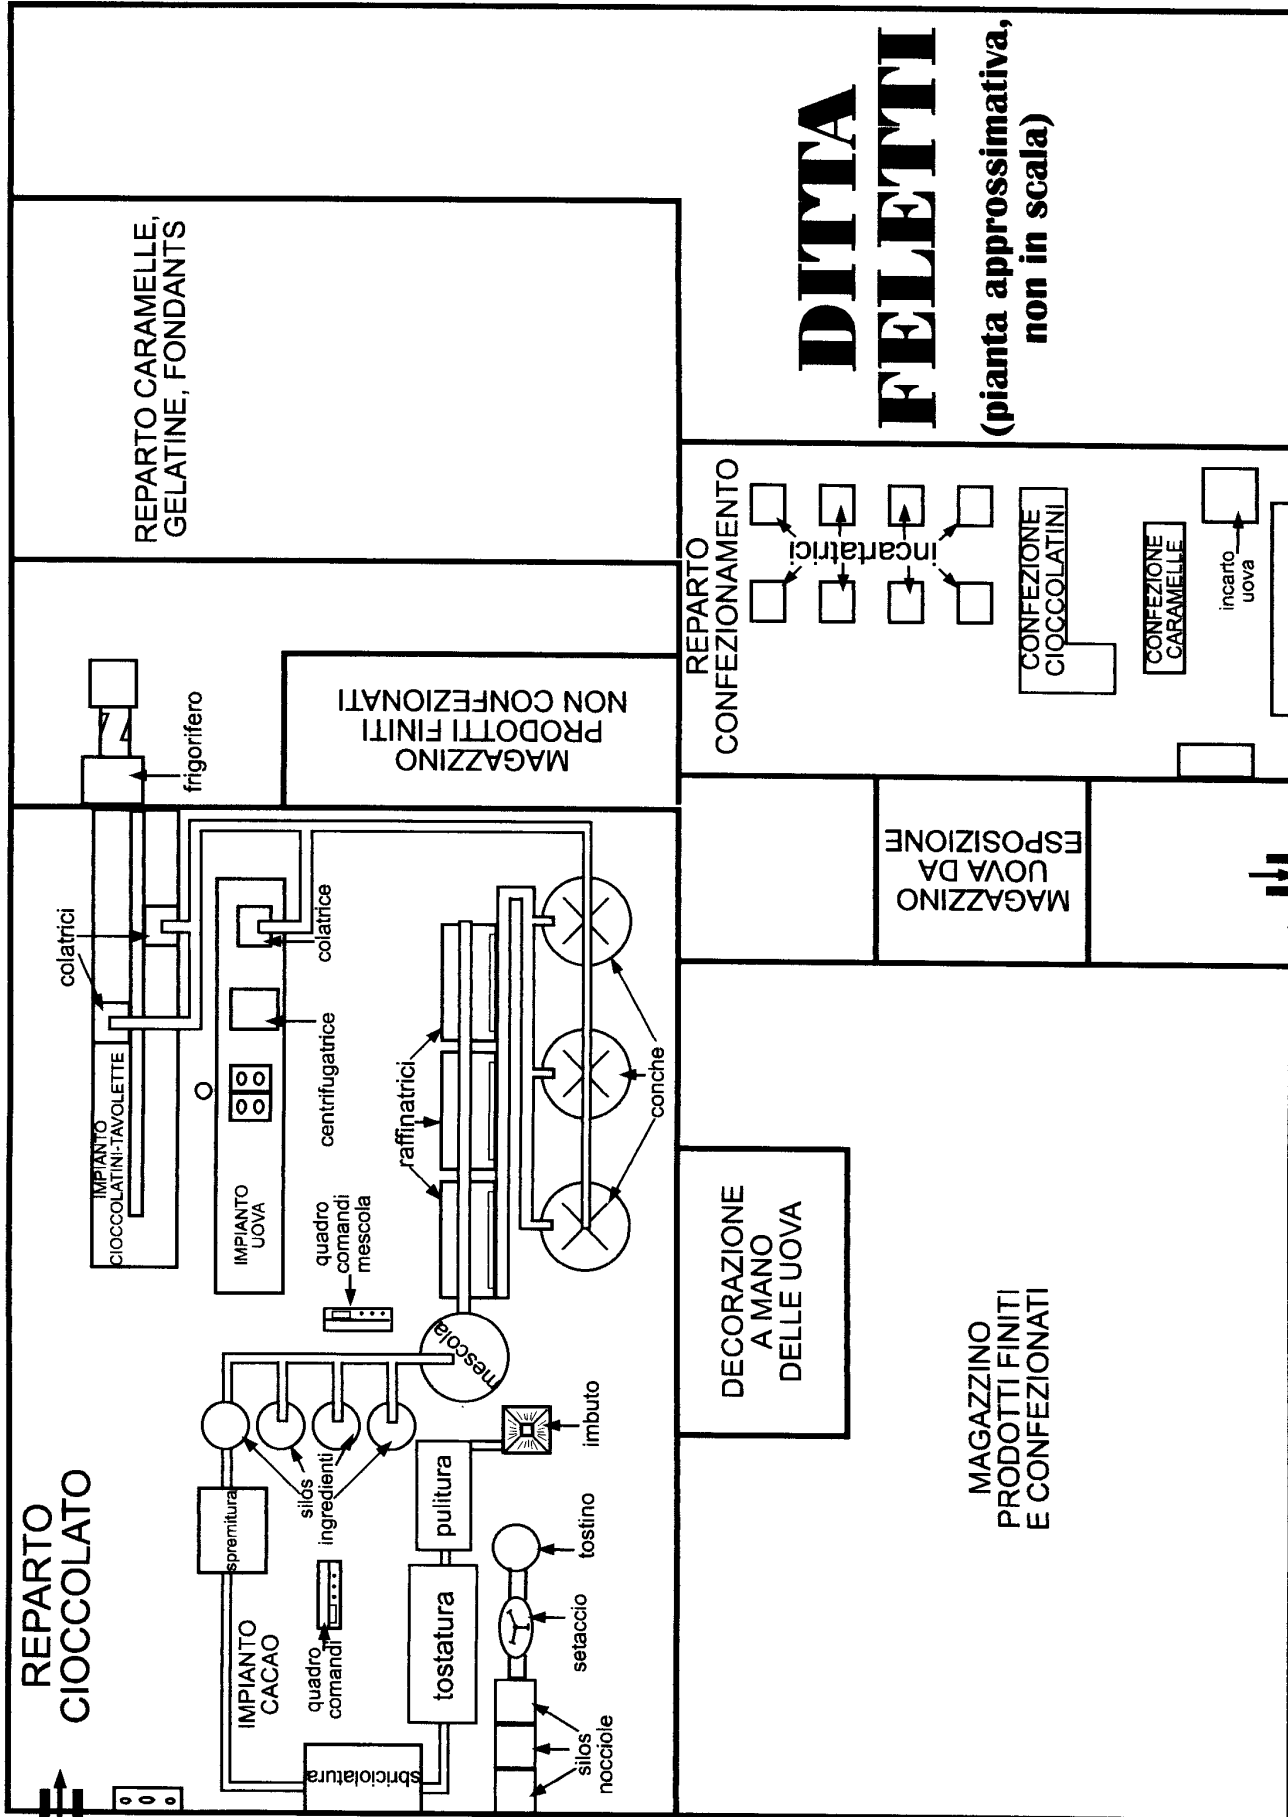 DITTA
FELETTI
(pianta approssimativa,
non in scala)
REPARTO
CIOCCOLATO
IMPIANTO
CACAO
quadro
comandi
sbriciolatura
tostatura
pulitura
imbuto
spremitura
silos
ingredienti
silos
nocciole
setaccio
tostino
mescola
quadro
comandi
mescola
raffinatrici
conche
IMPIANTO
CIOCCOLATINI-TAVOLETTE
colatrici
IMPIANTO
UOVA
centrifugatrice
colatrice
frigorifero
MAGAZZINO
PRODOTTI FINITI
NON CONFEZIONATI
REPARTO CARAMELLE,
GELATINE, FONDANTS
DECORAZIONE
A MANO
DELLE UOVA
MAGAZZINO
PRODOTTI FINITI
E CONFEZIONATI
MAGAZZINO
UOVA DA
ESPOSIZIONE
REPARTO
CONFEZIONAMENTO
incartatrici
CONFEZIONE
CIOCCOLATINI
CONFEZIONE
CARAMELLE
incarto
uova